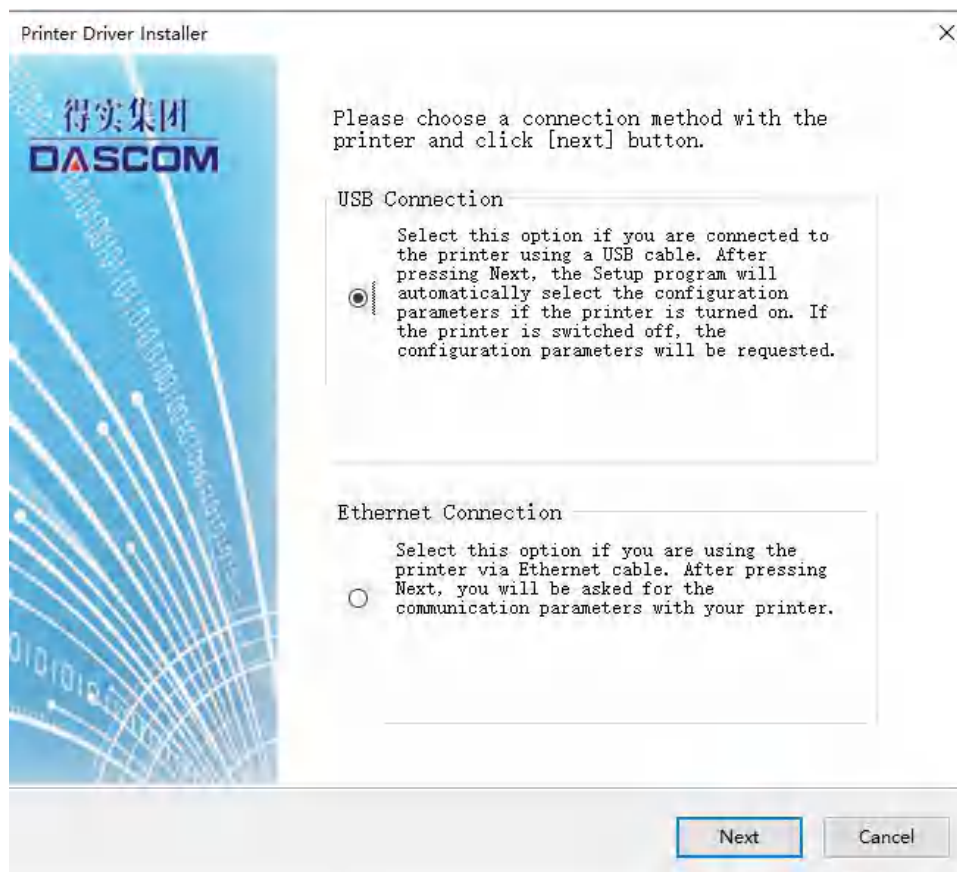 Printer Driver Installer
得实集团
DASCOM
Please choose a connection method with the
printer and click [next] button.
USB Connection
Select this option if you are connected to
the printer using a USB cable. After
pressing Next, the Setup program will
automatically select the configuration
parameters if the printer is turned on. If
the printer is switched off, the
configuration parameters will be requested.
Ethernet Connection
Select this option if you are using the
printer via Ethernet cable. After pressing
Next, you will be asked for the
communication parameters with your printer.
Next
Cancel